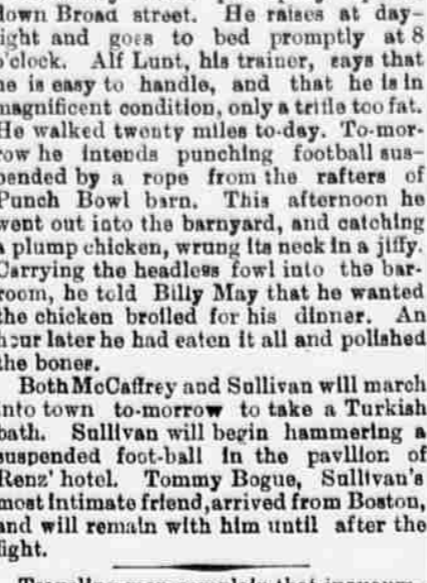 down Broad street. He raises at day-
ight and goes to bed promptly at 8
o'clock. Alf Lunt, his trainer, says that
he is easy to handle, and that he is in
magnificent condition, only a trifle too fat.
He walked twenty miles to-day. To-mor-
row he intends punching football sus-
pended by a rope from the rafters of
Punch Bowl barn. This afternoon he
went out into the barnyard, and catching
a plump chicken, wrung its neck in a jiffy.
Carrying the headless fowl into the bar-
room, he told Billy May that he wanted
the chicken broiled for his dinner. An
hour later he had eaten it all and polished
the bones.
Both McCaffrey and Sullivan will march
into town to-morrow to take a Turkish
bath. Sullivan will begin hammering a
suspended foot-ball in the pavilion of
Renz' hotel. Tommy Bogue, Sullivan's
most intimate friend, arrived from Boston,
and will remain with him until after the
fight.